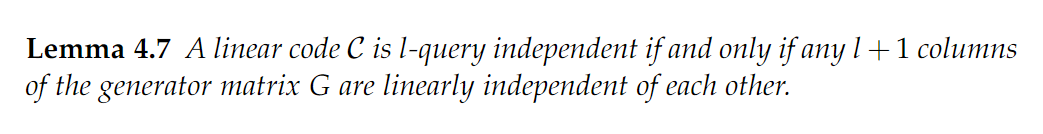 Lemma 4.7 A linear code C is l-query independent if and only if any l + 1 columns
of the generator matrix G are linearly independent of each other.